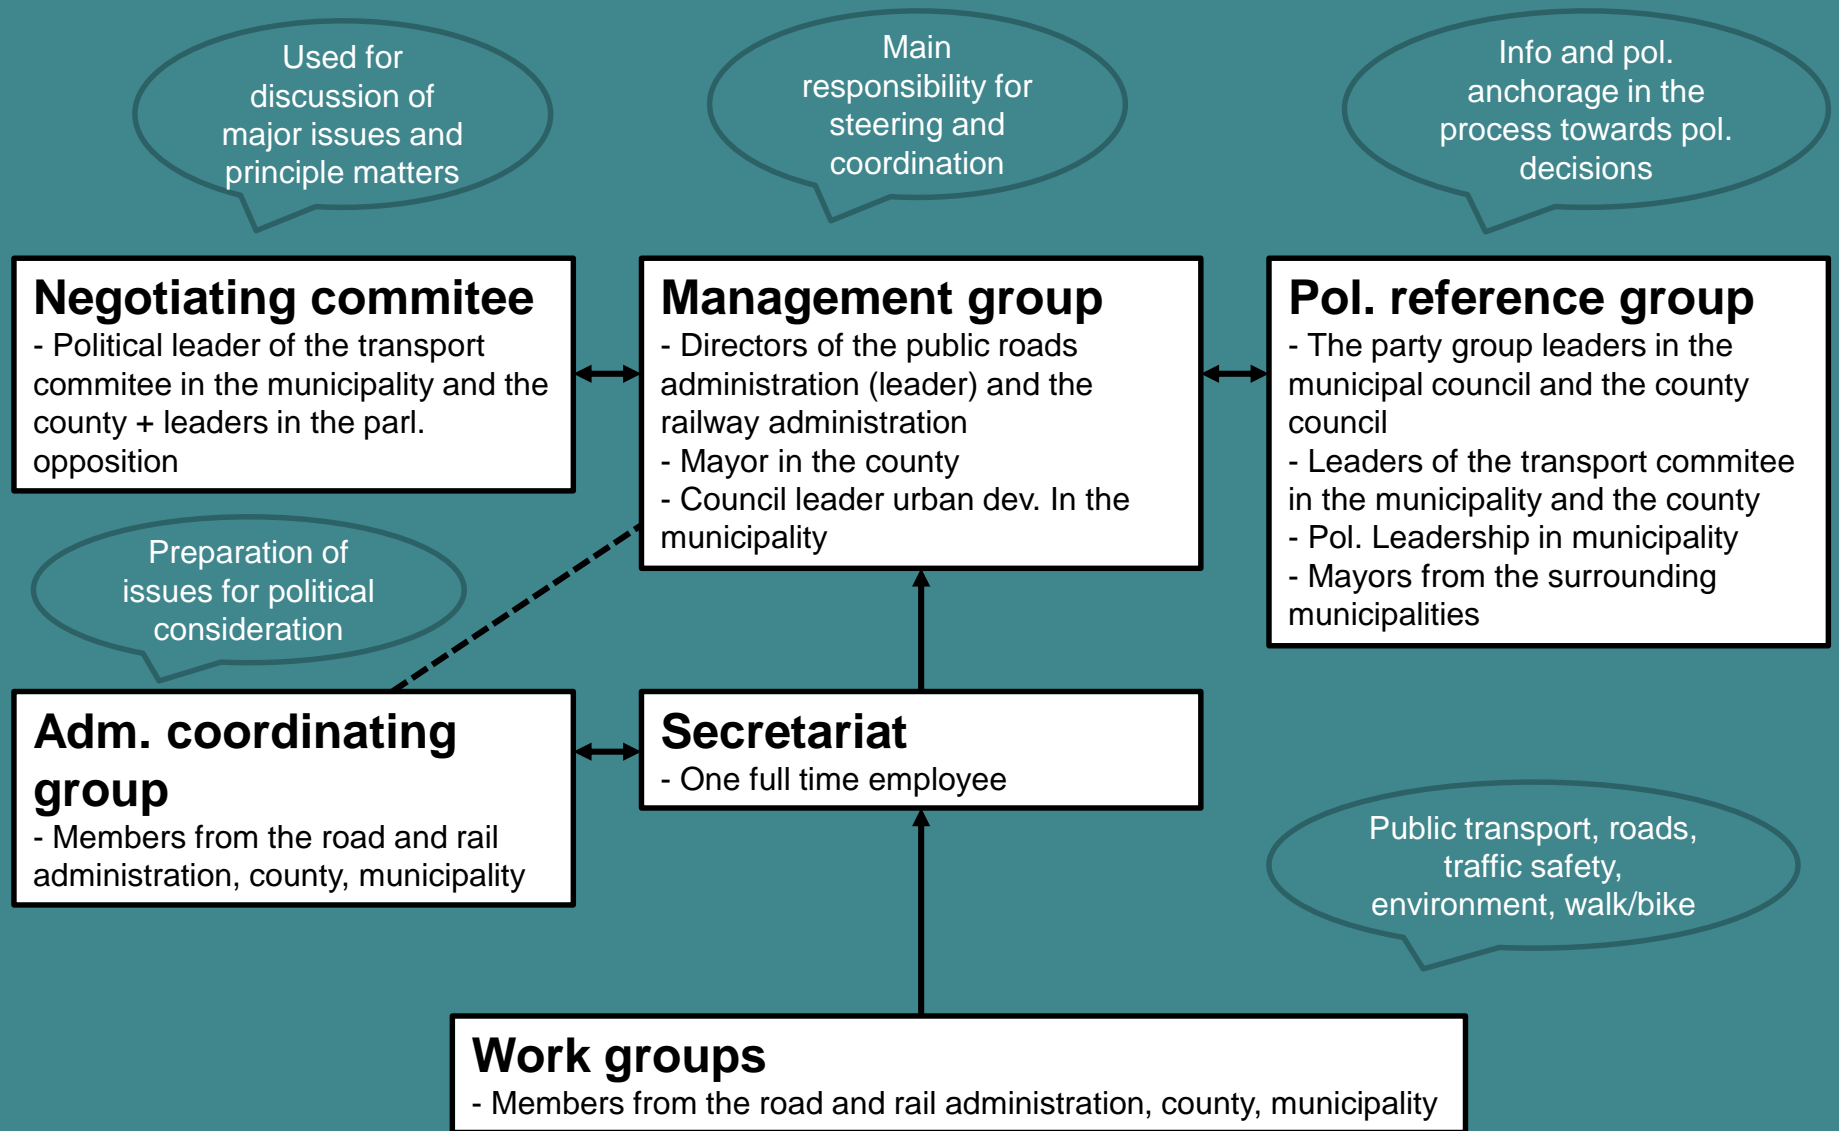 Used for
discussion of
major issues and
principle matters
Main
responsibility for
steering and
coordination
Info and pol.
anchorage in the
process towards pol.
decisions
Negotiating commitee
- Political leader of the transport
commitee in the municipality and the
county + leaders in the parl.
opposition
Management group
- Directors of the public roads
administration (leader) and the
railway administration
- Mayor in the county
- Council leader urban dev. In the
municipality
Pol. reference group
- The party group leaders in the
municipal council and the county
council
- Leaders of the transport commitee
in the municipality and the county
- Pol. Leadership in municipality
- Mayors from the surrounding
municipalities
Preparation of
issues for political
consideration
Adm. coordinating
group
- Members from the road and rail
administration, county, municipality
Secretariat
- One full time employee
Public transport, roads,
traffic safety,
environment, walk/bike
Work groups
- Members from the road and rail administration, county, municipality